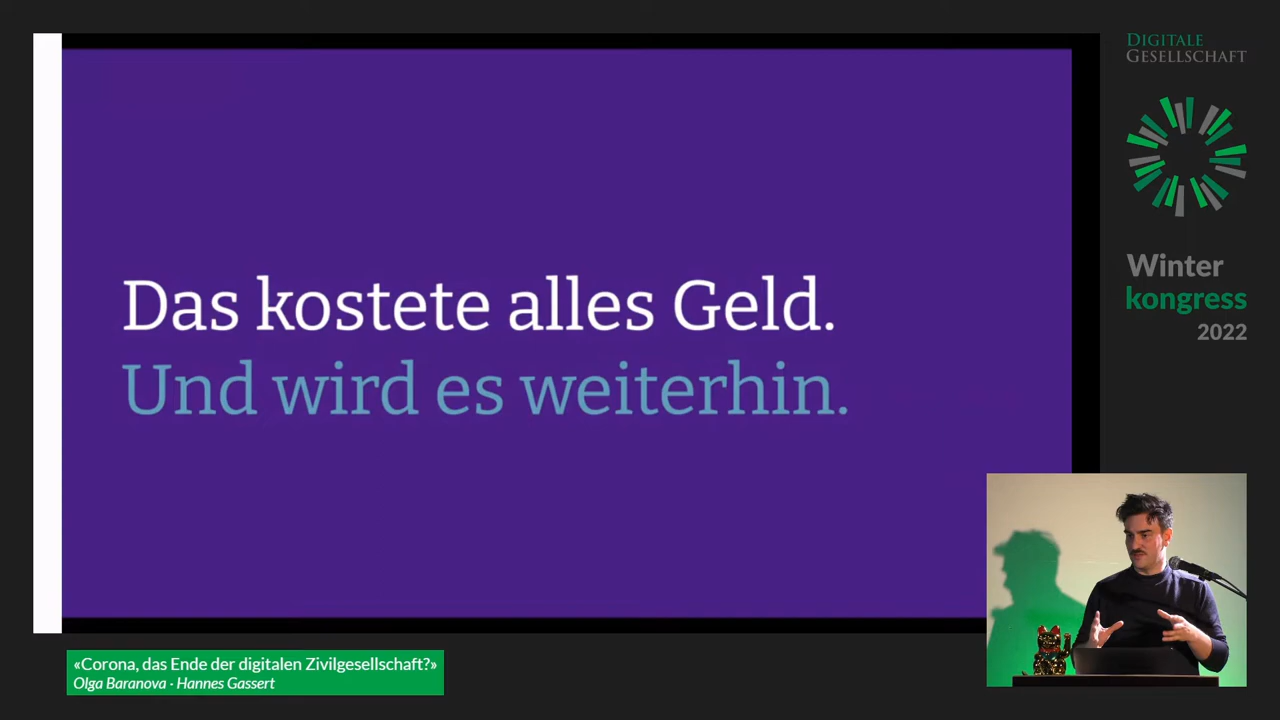 Das kostete alles Geld.
Und wird es weiterhin.
DIGITALE
GESELLSCHAFT
Winter
kongress
2022
«Corona, das Ende der digitalen Zivilgesellschaft?»
Olga Baranova · Hannes Gassert